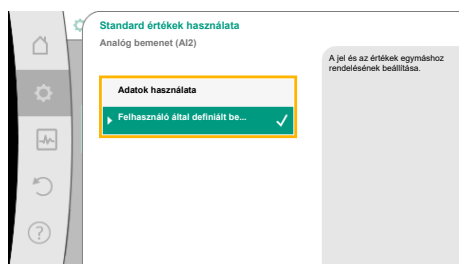 Standard értékek használata
Analóg bemenet (AI2)
A jel és az értékek egymáshoz
rendelésének beállítása.
Adatok használata
Felhasználó által definiált be...
?